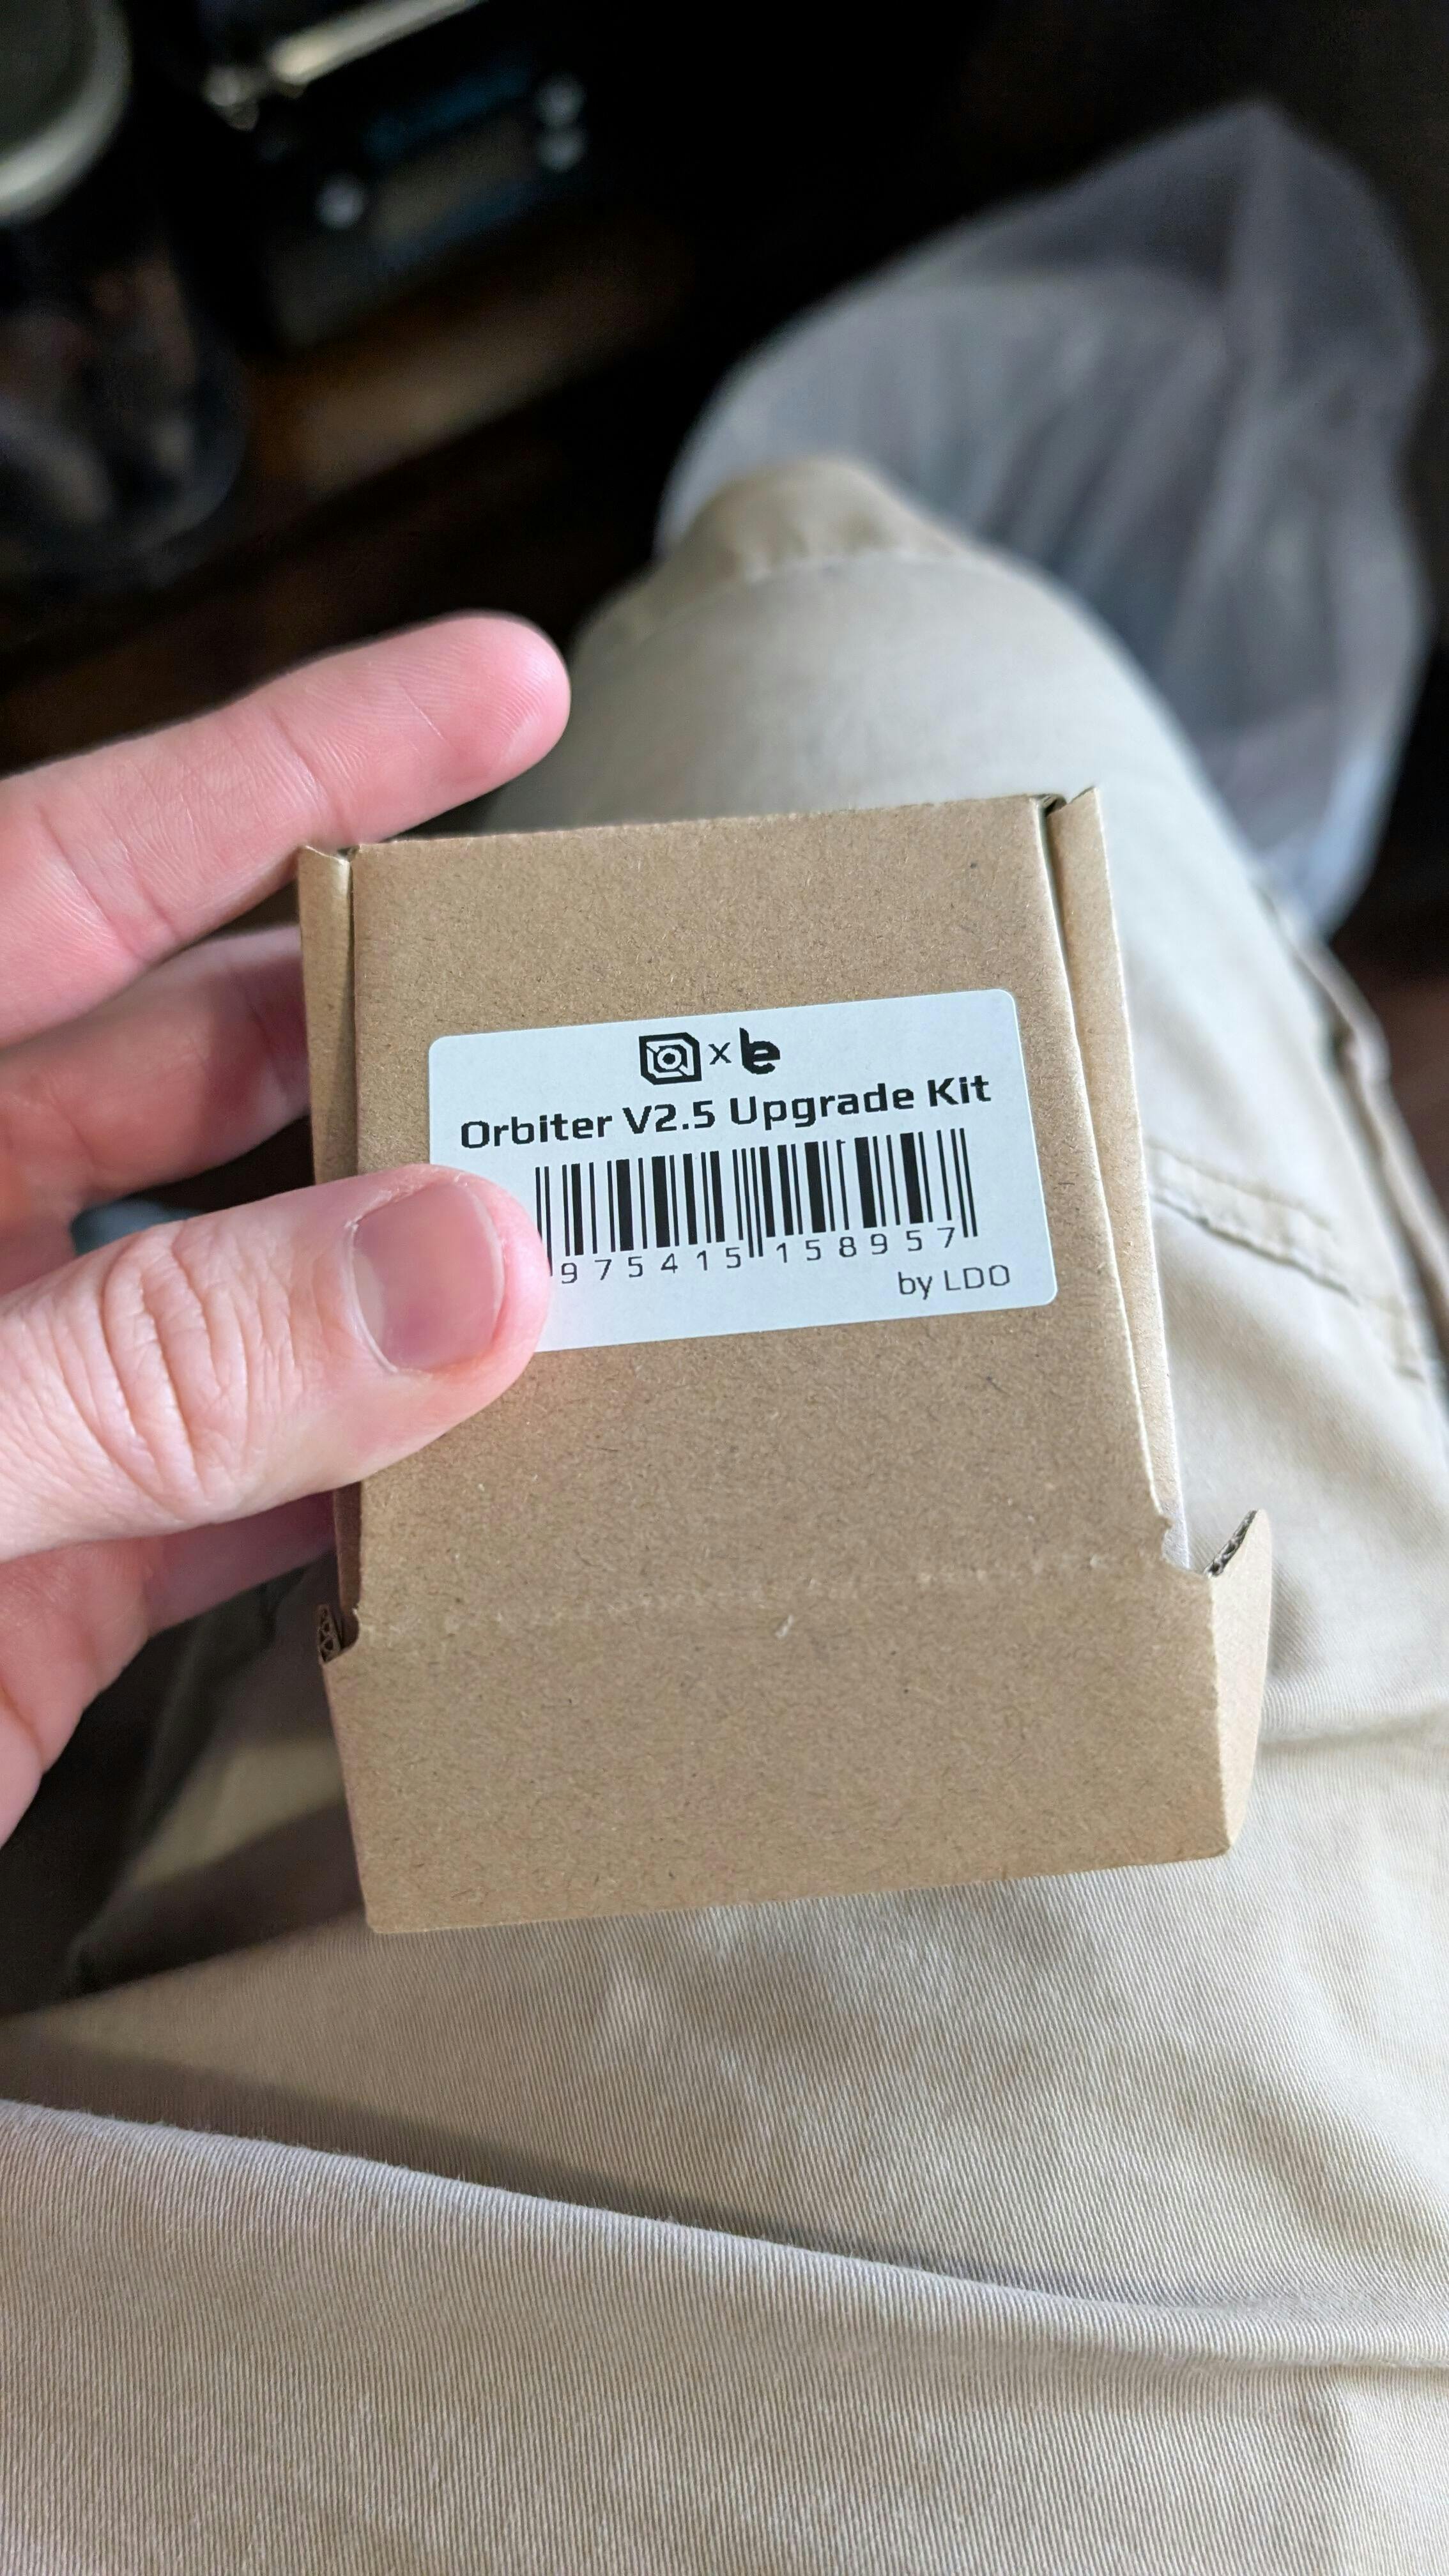 x
Orbiter V2.5 Upgrade Kit
975415 158957
by LDO